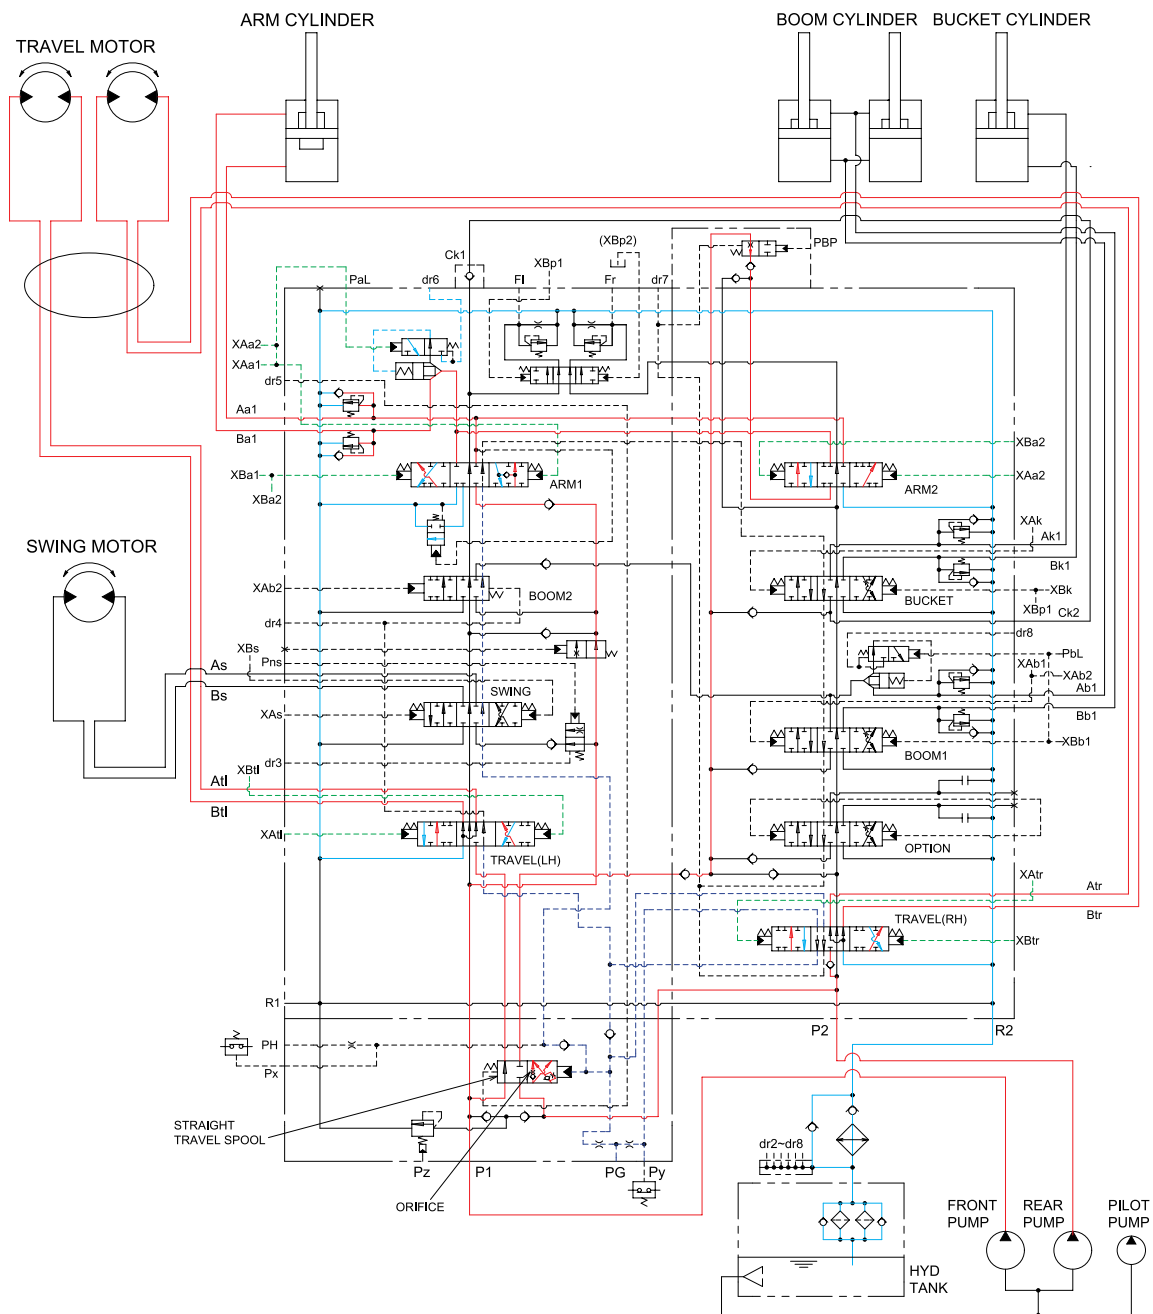 ARM CYLINDER
BOOM CYLINDER
BUCKET CYLINDER
TRAVEL MOTOR
PaL
dr6
Ck1
XBp1
Fl
(XBp2)
Fr
dr7
PBP
XAa2
XAa1
dr5
Aa1
Ba1
XBa1
XBa2
ARM1
XBa2
XAa2
ARM2
XAk
Ak1
Bk1
SWING MOTOR
XAb2
BOOM2
BUCKET
XBk
XBp1
Ck2
dr4
dr8
XBs
Pns
PbL
XAb1
XAb2
Ab1
As
Bs
SWING
XAs
Bb1
XBb1
BOOM1
dr3
XBtl
Atl
Btl
XAtl
TRAVEL(LH)
OPTION
XAtr
Atr
Btr
TRAVEL(RH)
XBtr
R1
P2
R2
PH
Px
STRAIGHT
TRAVEL SPOOL
Pz
P1
PG
Py
ORIFICE
dr2~dr8
FRONT
PUMP
REAR
PUMP
PILOT
PUMP
HYD
TANK